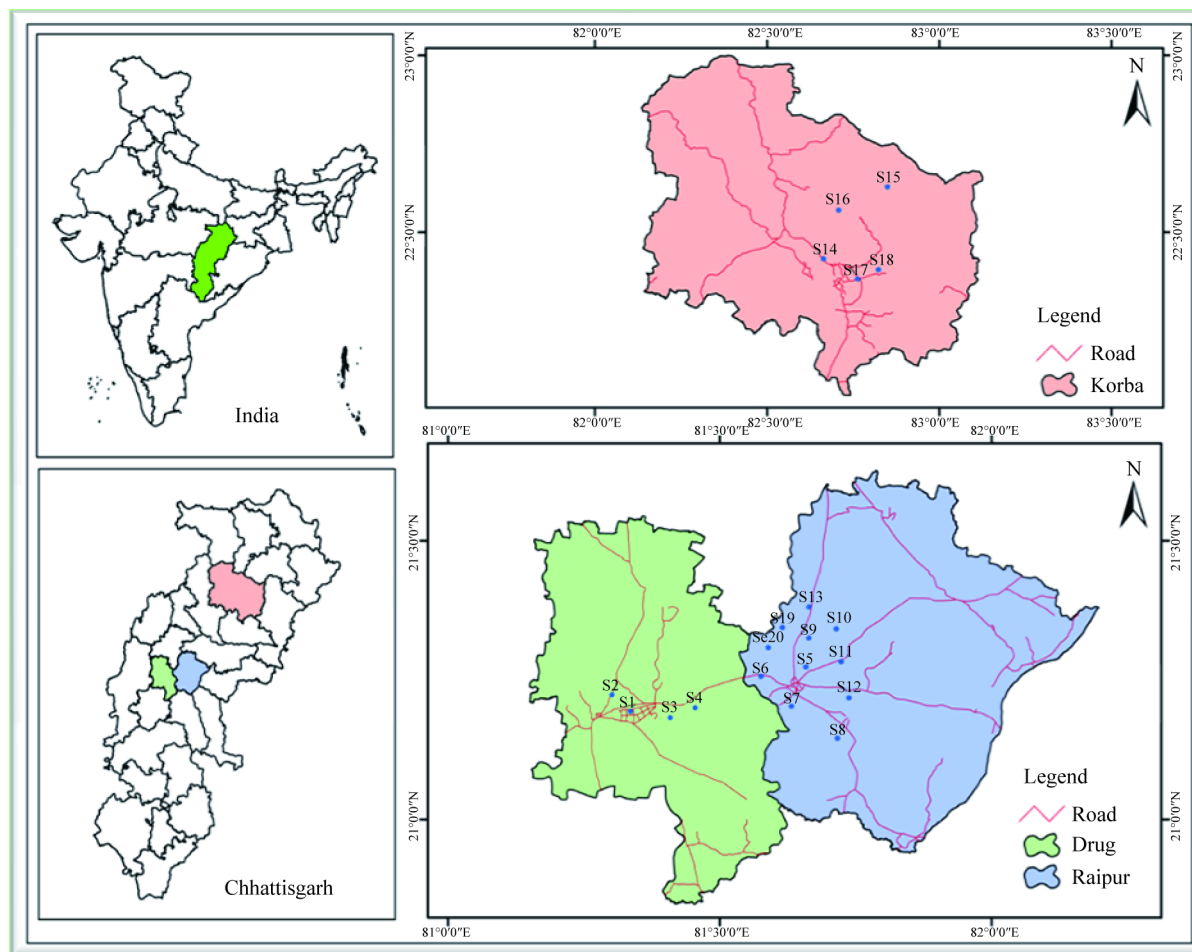 India
Chhattisgarh
82°0′0″E 82°30′0″E 83°0′0″E 83°30′0″E
23°0′0″N
23°0′0″N
N
S15
S16
22°30′0″N
22°30′0″N
S14
S18
S17
Legend
Road
Korba
82°0′0″E 82°30′0″E 83°0′0″E 83°30′0″E
81°0′0″E 81°30′0″E 82°0′0″E
N
21°30′0″N
21°30′0″N
S13
S19
S10
S9
Se20
S11
S5
S6
S2
S12
S1
S4
S7
S3
S8
Legend
21°0′0″N
21°0′0″N
Road
Drug
Raipur
81°0′0″E 81°30′0″E 82°0′0″E